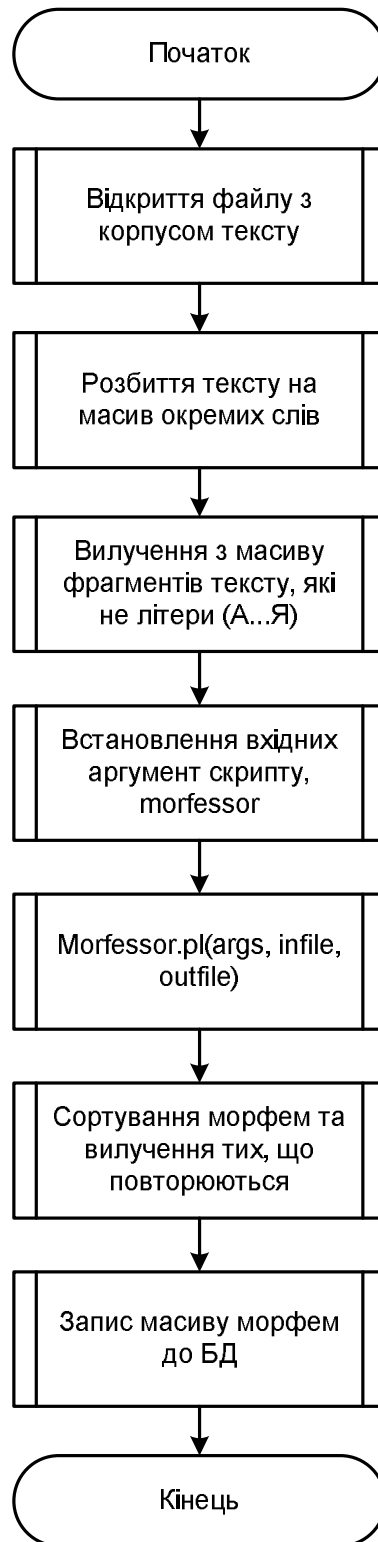 Початок
Відкриття файлу з
корпусом тексту
Розбиття тексту на
масив окремих слів
Вилучення з масиву
фрагментів тексту, які
не літери (А...Я)
Встановлення вхідних
аргумент скрипту,
morfessor
Morfessor.pl(args, infile,
outfile)
Сортування морфем та
вилучення тих, що
повторюються
Запис масиву морфем
до БД
Кінець